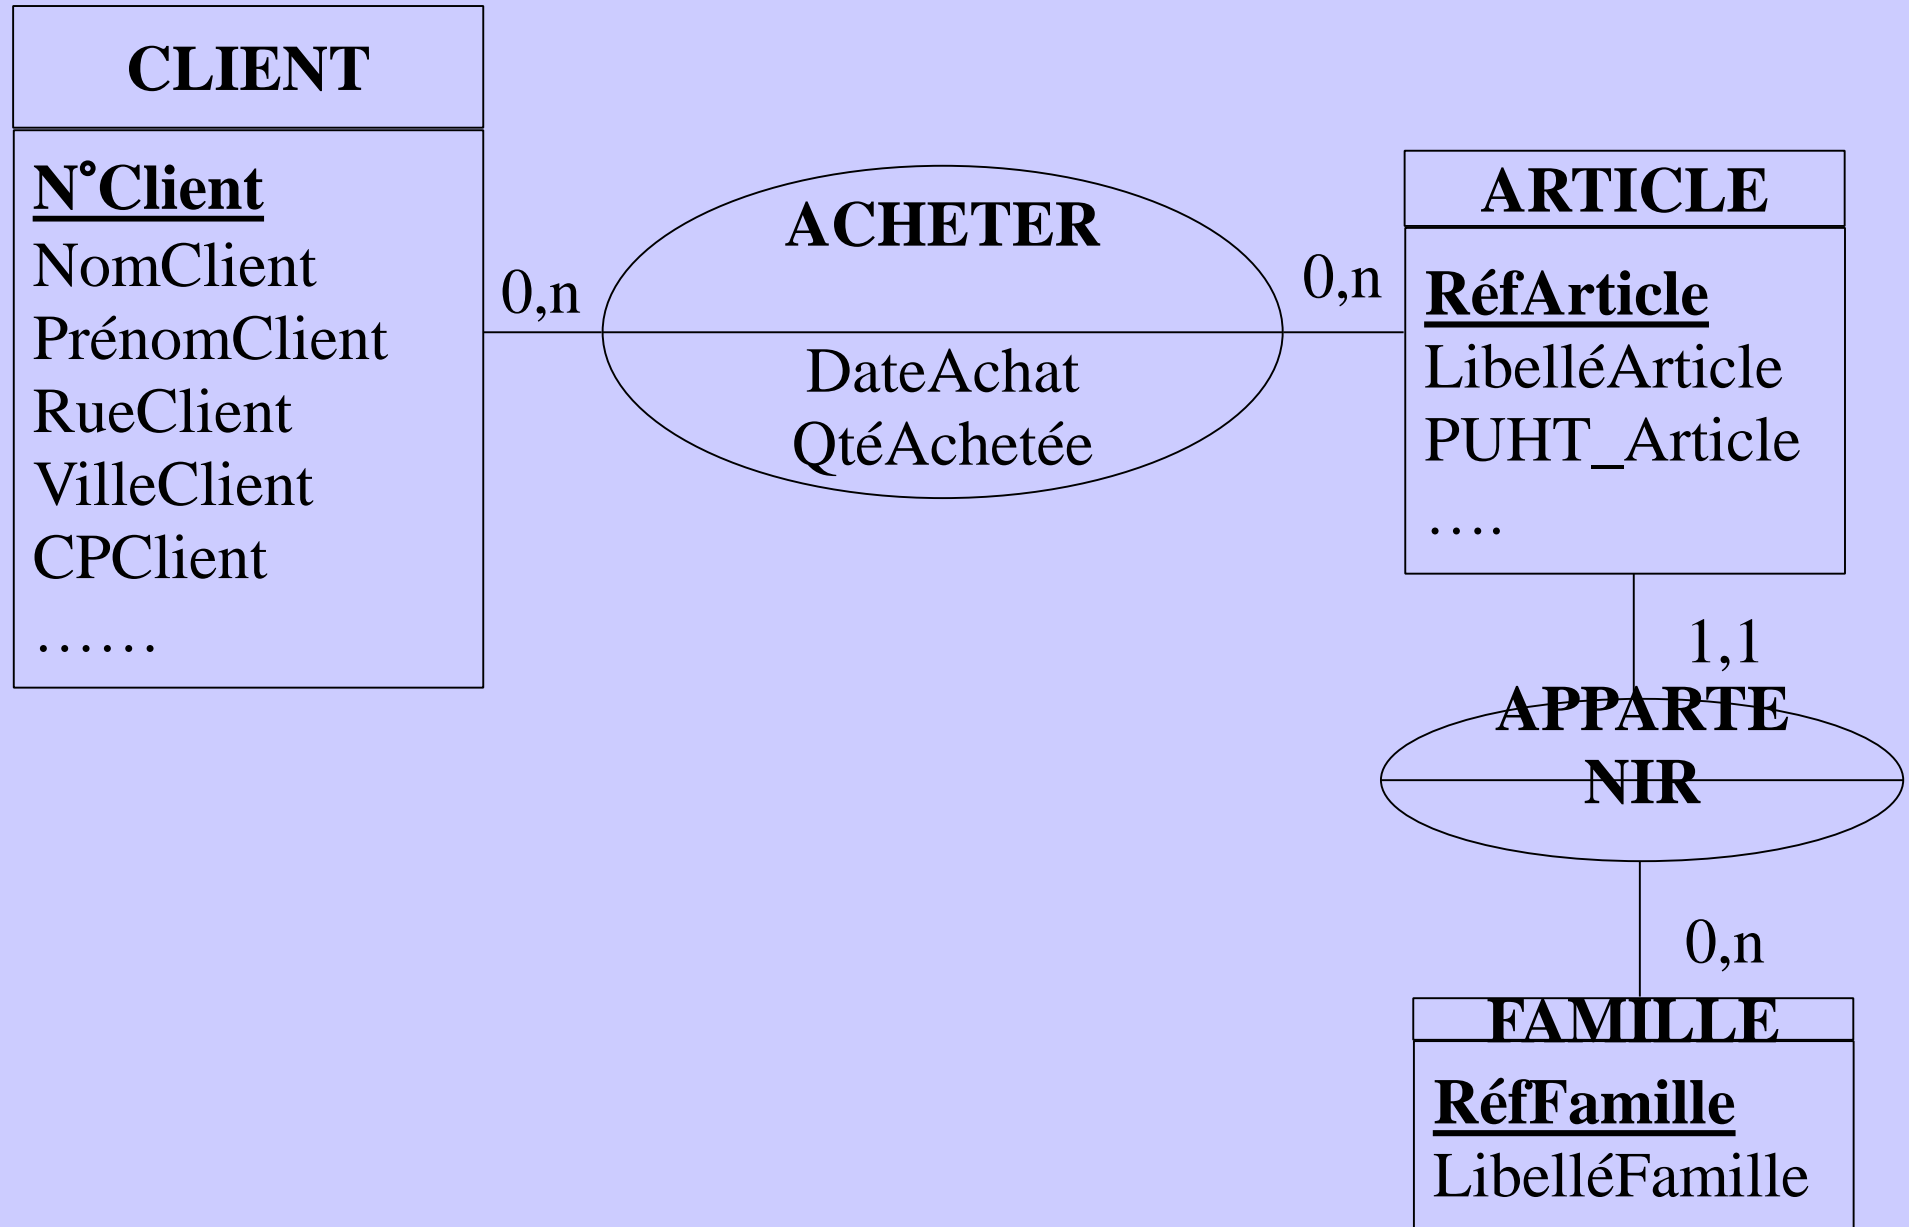 CLIENT
N°Client
NomClient
PrénomClient
RueClient
VilleClient
CPClient
……
0,n
ACHETER
DateAchat
QtéAchetée
0,n
ARTICLE
RéfArticle
LibelléArticle
PUHT_Article
….
1,1
APPARTE
NIR
0,n
FAMILLE
RéfFamille
LibelléFamille